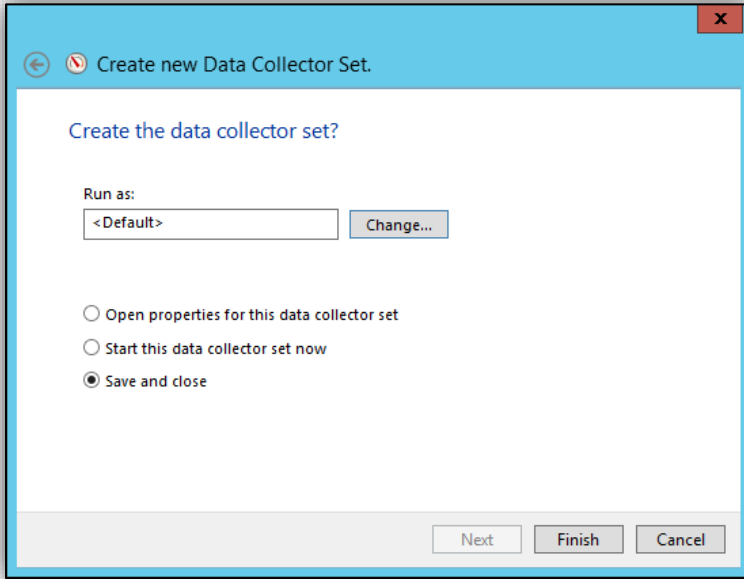 x
Create new Data Collector Set.
Create the data collector set?
Run as:
<Default> Change...
Open properties for this data collector set
Start this data collector set now
Save and close
Next Finish Cancel